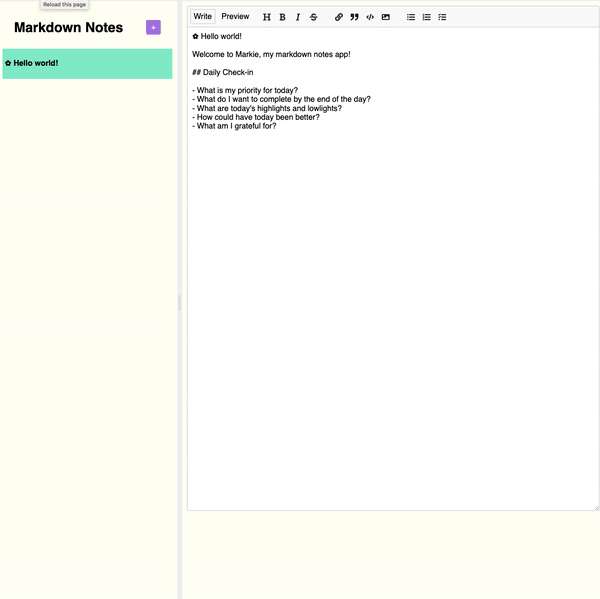 Reload this page
Markdown Notes
+
✿ Hello world!
Write Preview H B I S
✿ Hello world!
Welcome to Markie, my markdown notes app!
## Daily Check-in
- What is my priority for today?
- What do I want to complete by the end of the day?
- What are today's highlights and lowlights?
- How could have today been better?
- What am I grateful for?